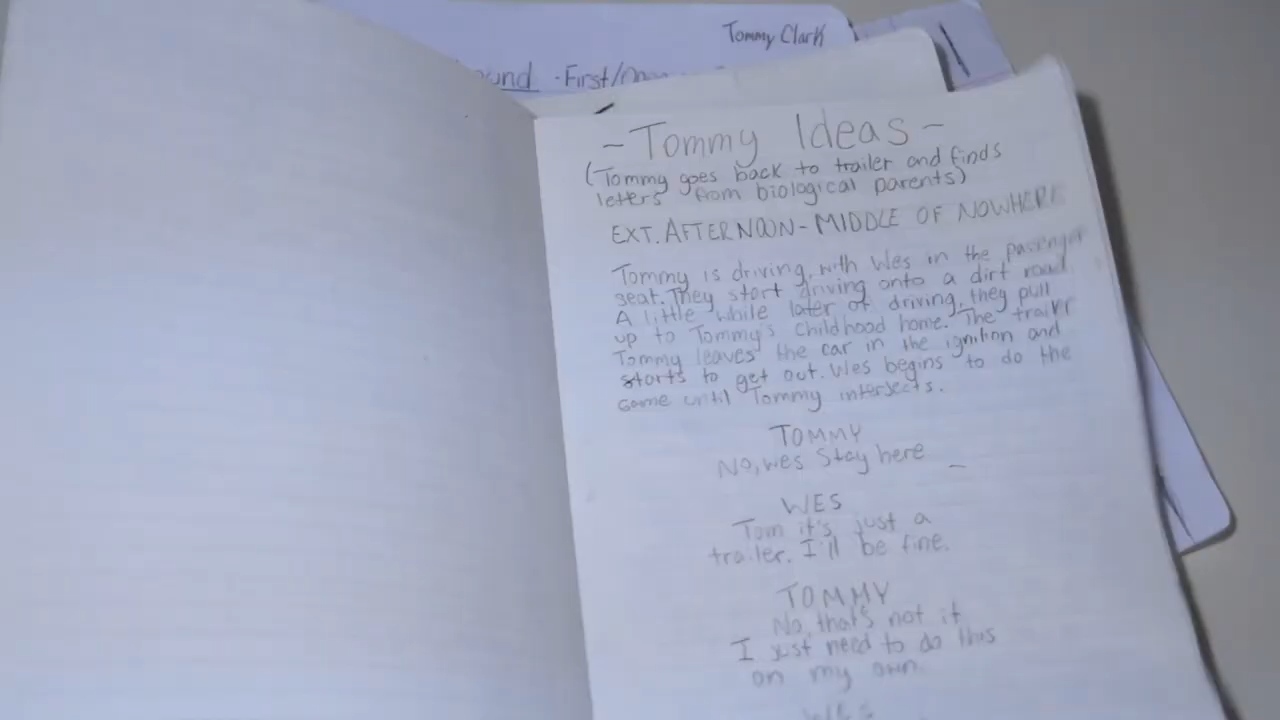 Tommy Clark
ound - First/
~ Tommy Ideas ~
(Tommy goes back to trailer and finds
letters from biological parents)
EXT. AFTERNOON - MIDDLE OF NOWHERE
Tommy is driving, with Wes in the passenger
seat. They start driving onto a dirt road
A little while later of driving, they pull
up to Tommy's childhood home. The trailer
Tommy leaves the car in the ignition and
starts to get out. Wes begins to do the
same until Tommy intersects.
TOMMY
No, Wes Stay here
WES
Tom it's just a
trailer. I'll be fine.
TOMMY
No, that's not it
I just need to do this
on my own.
WES